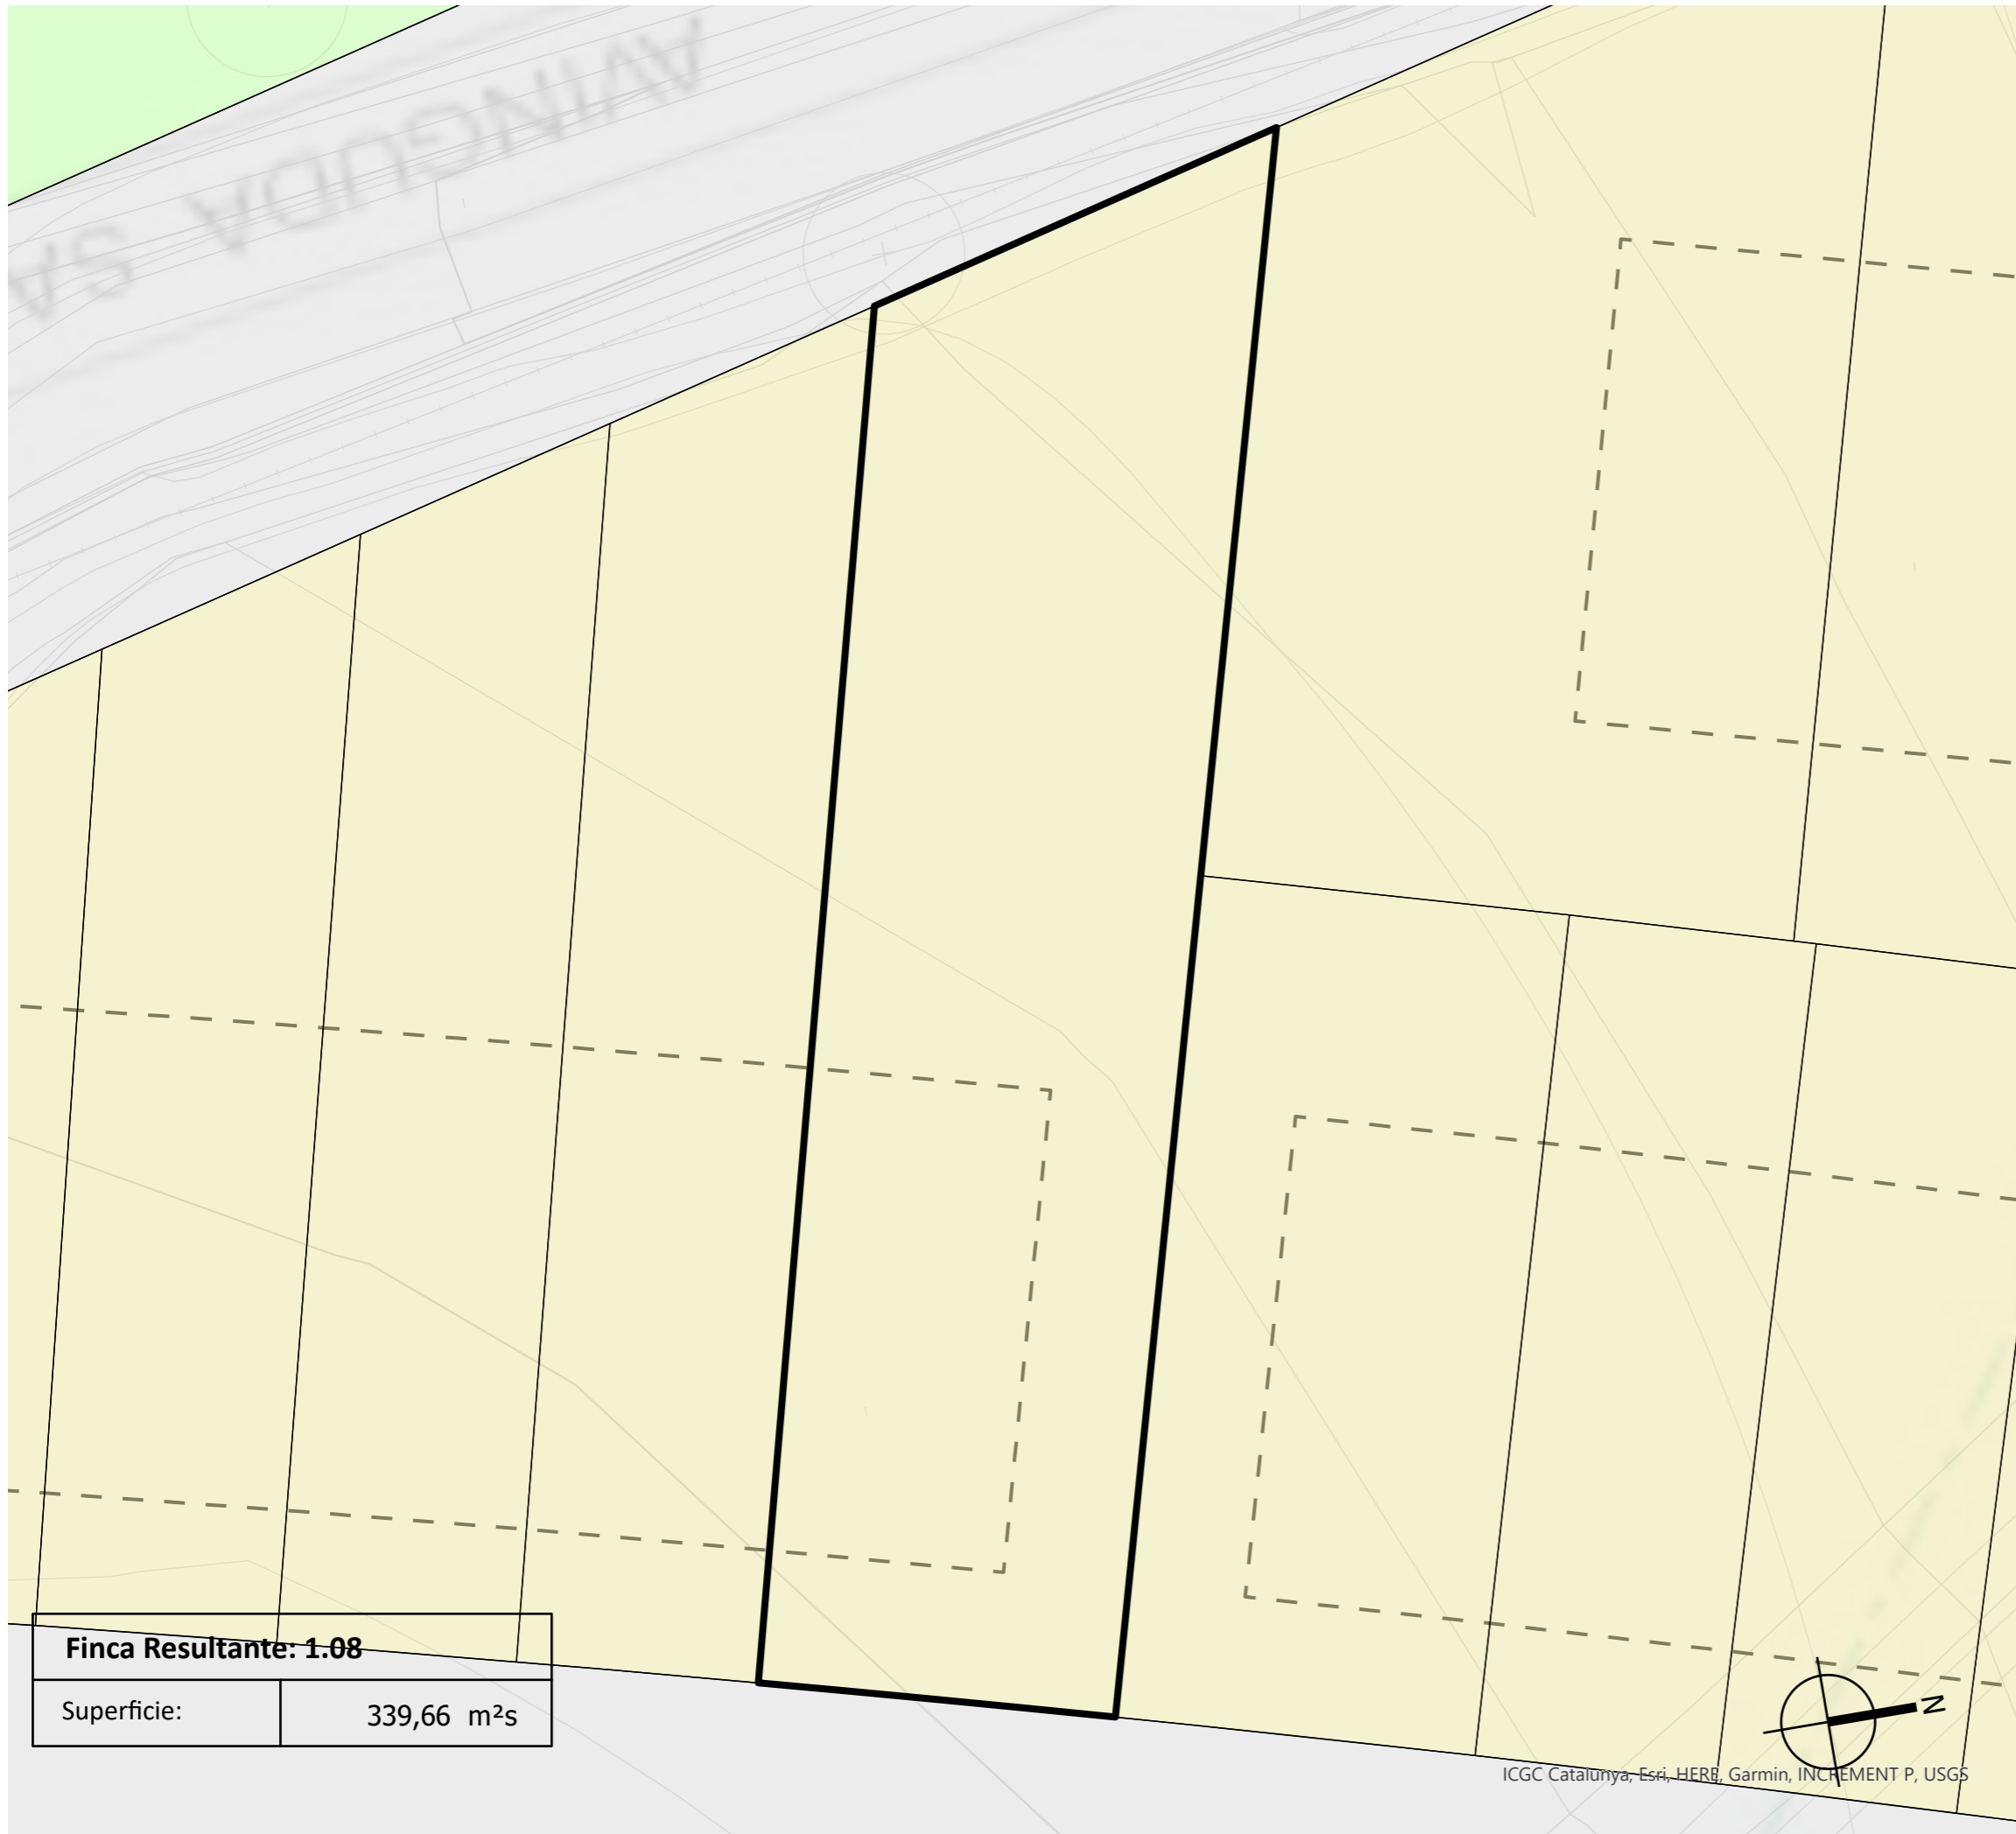 AVINGUDA SA
Finca Resultante: 1.08
Superficie: 339,66 m²s
N
ICGC Catalunya, Esri, HERE, Garmin, INCREMENT P, USGS